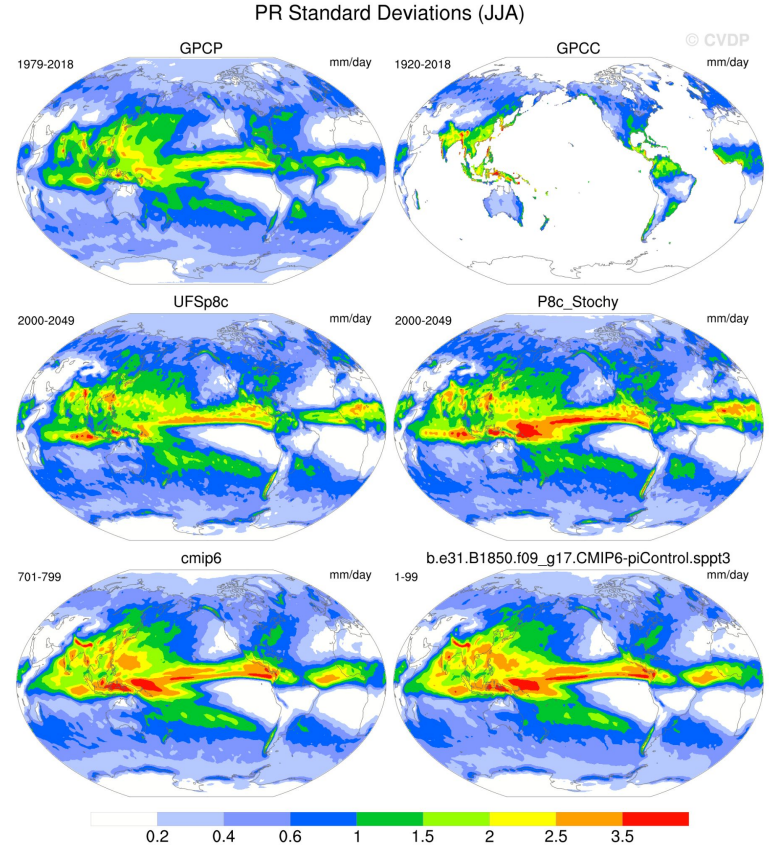 PR Standard Deviations (JJA)
© CVDP
GPCP
GPCC
1979-2018
mm/day
1920-2018
mm/day
UFSp8c
P8c_Stochy
2000-2049
mm/day
2000-2049
mm/day
cmip6
b.e31.B1850.f09_g17.CMIP6-piControl.sppt3
701-799
mm/day
1-99
mm/day
0.2 0.4 0.6 1 1.5 2 2.5 3.5